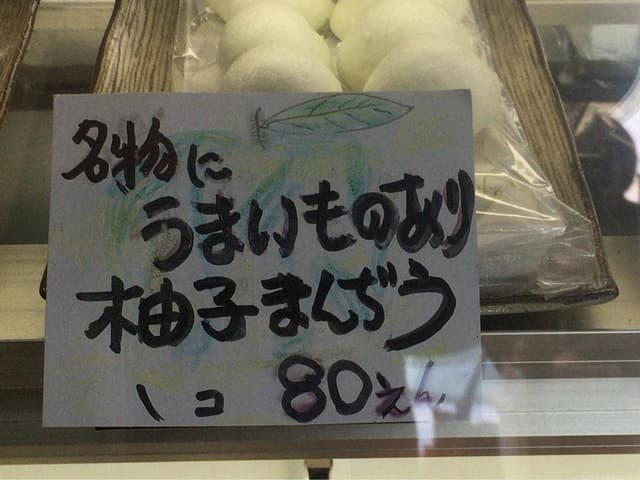 名物に
うまいものあり
柚子まんぢう
1コ 80えん